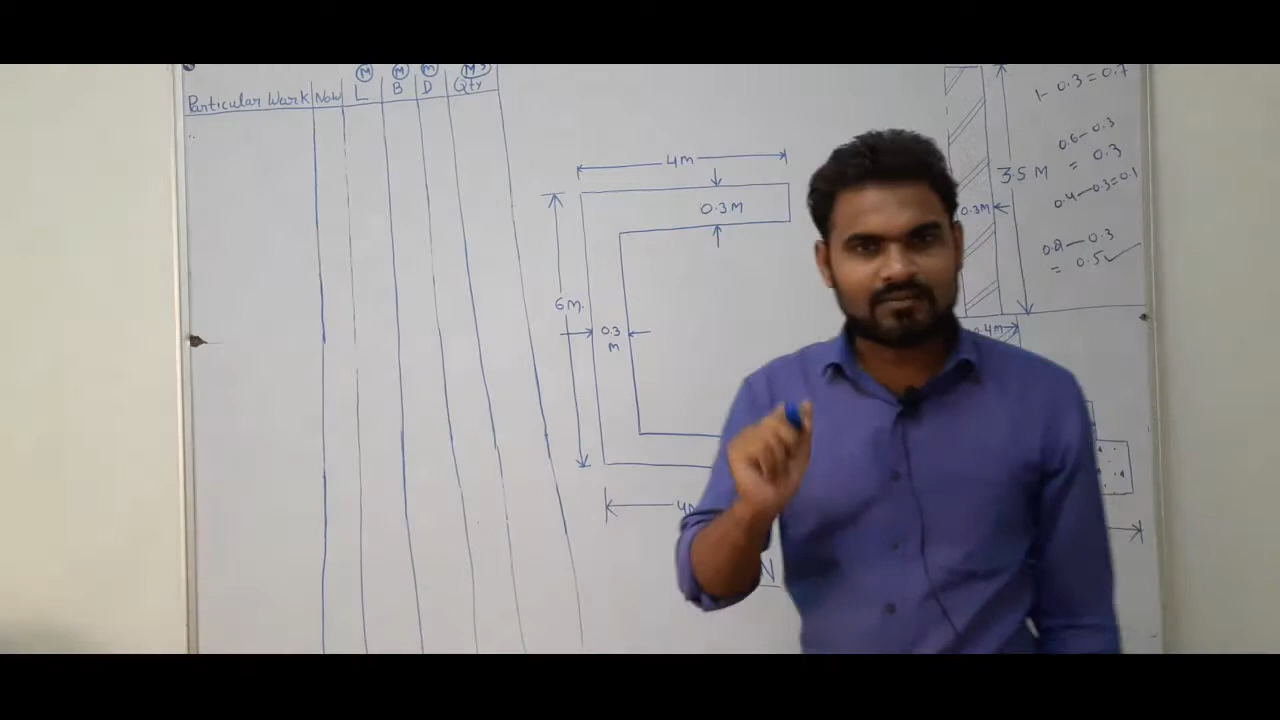 M M M M³
Particular Wark Now L B D Qty
4m
0.3M
6M.
0.3
m
3.5 M
0.3M
0.4M
1- 0.3 = 0.7
0.6- 0.3
= 0.3
0.4-0.3=0.1
0.8 - 0.3
= 0.5 ✓
N